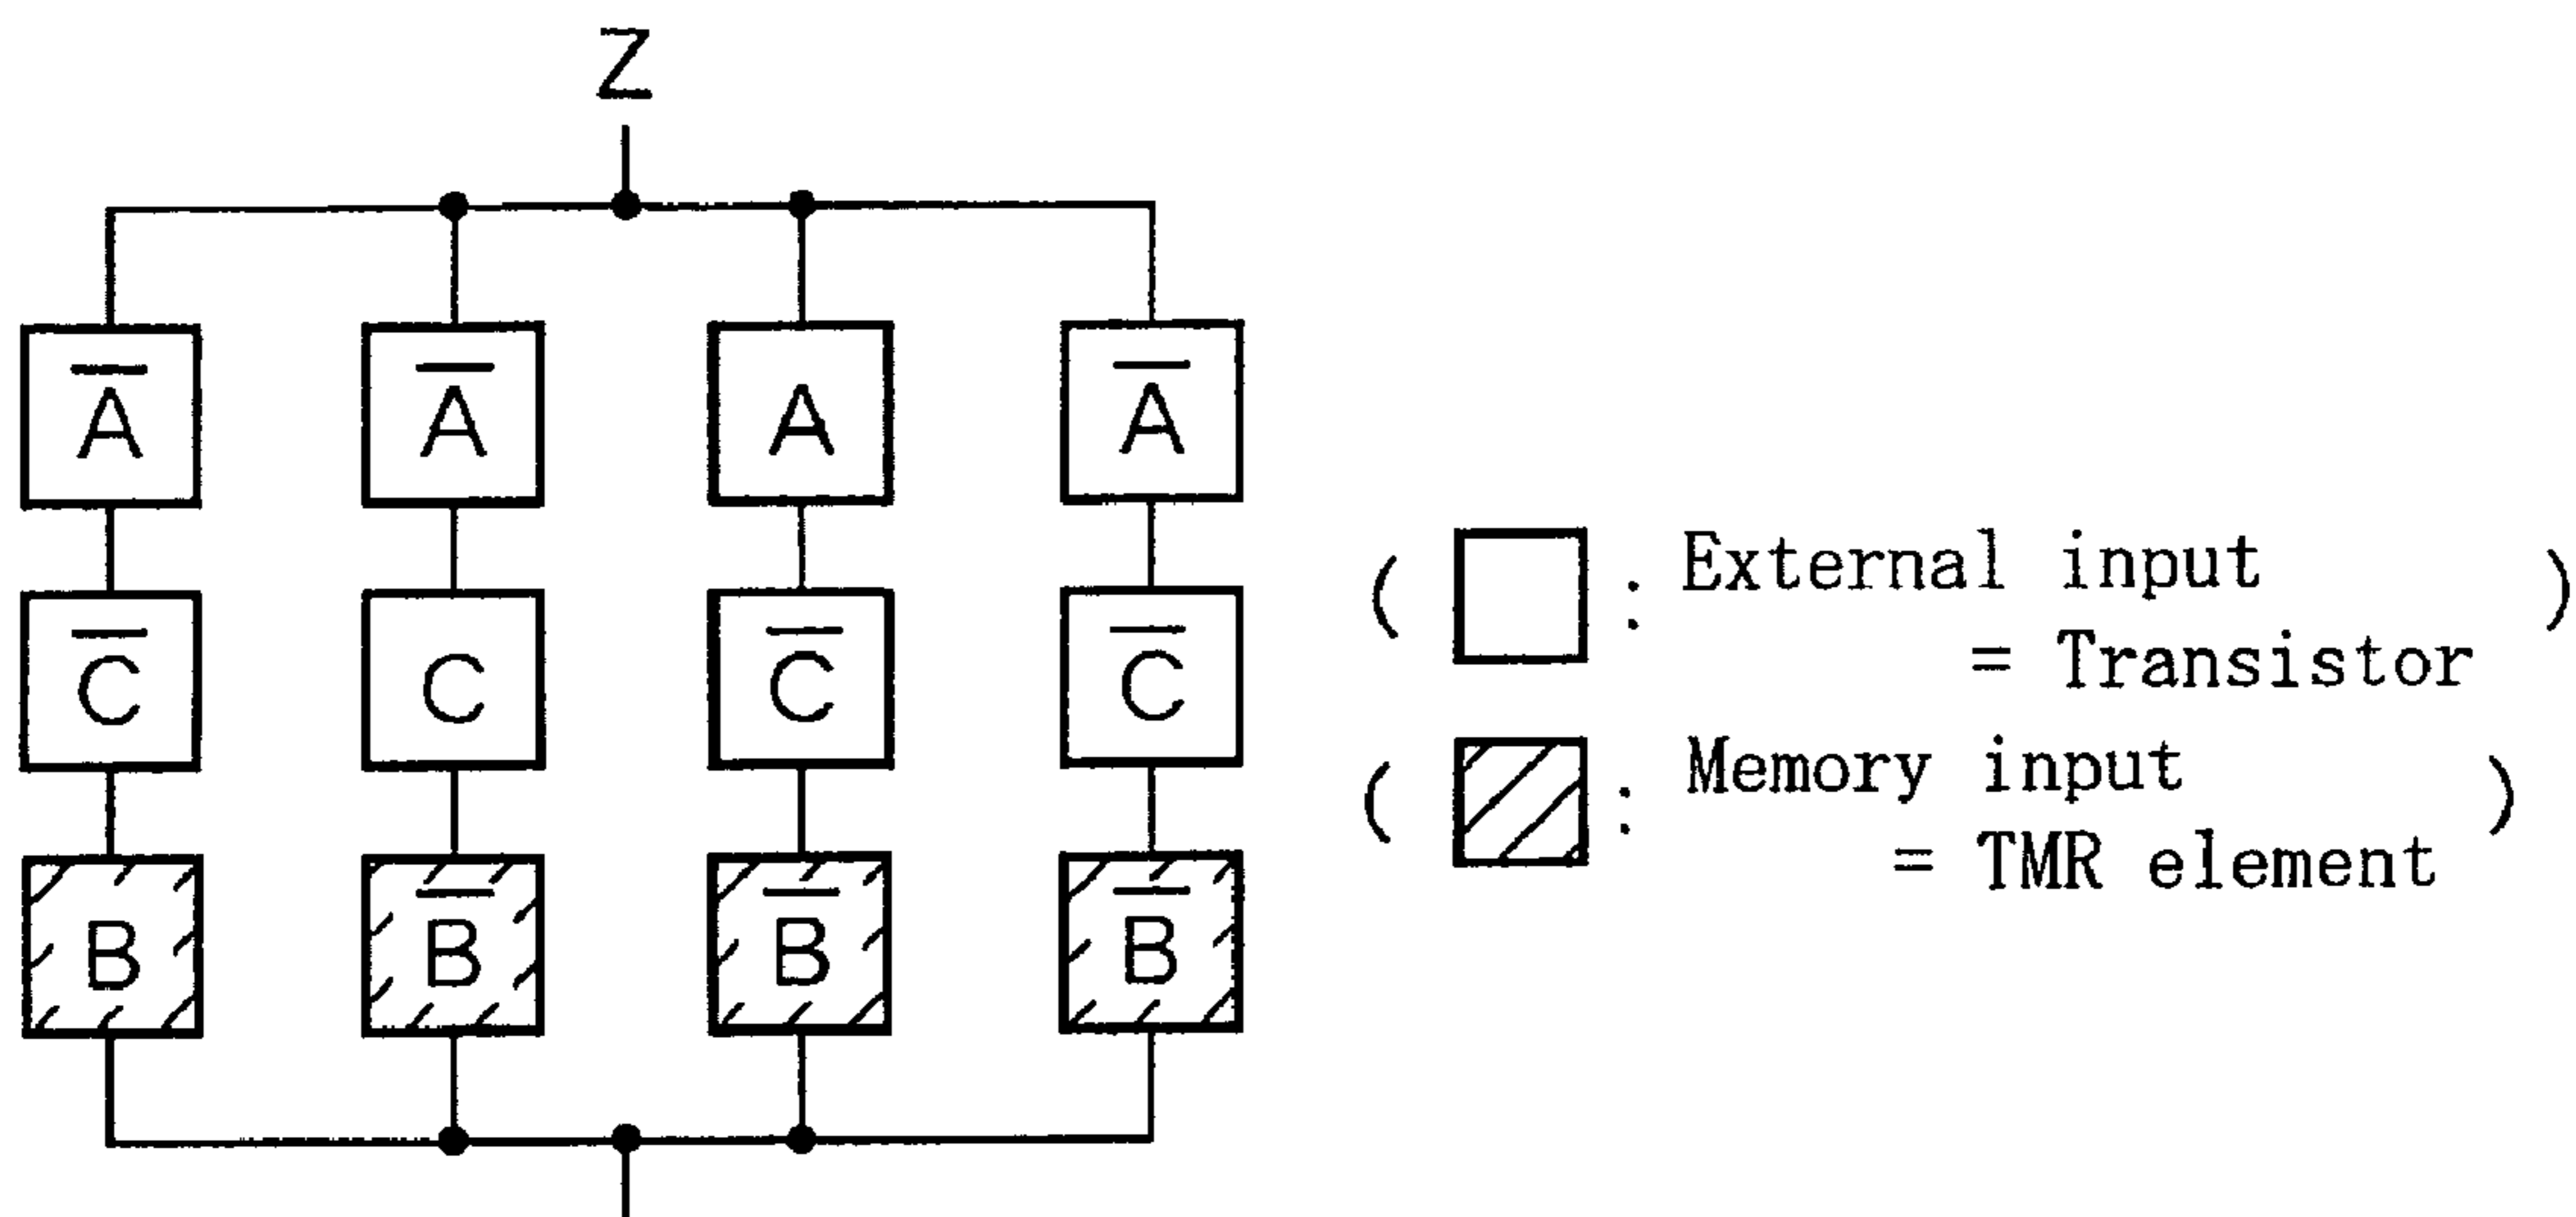 Z
A̅ A̅ A A̅
C̅ C C̅ C̅
B B̅ B̅ B̅
( : External input
= Transistor )
( : Memory input
= TMR element )